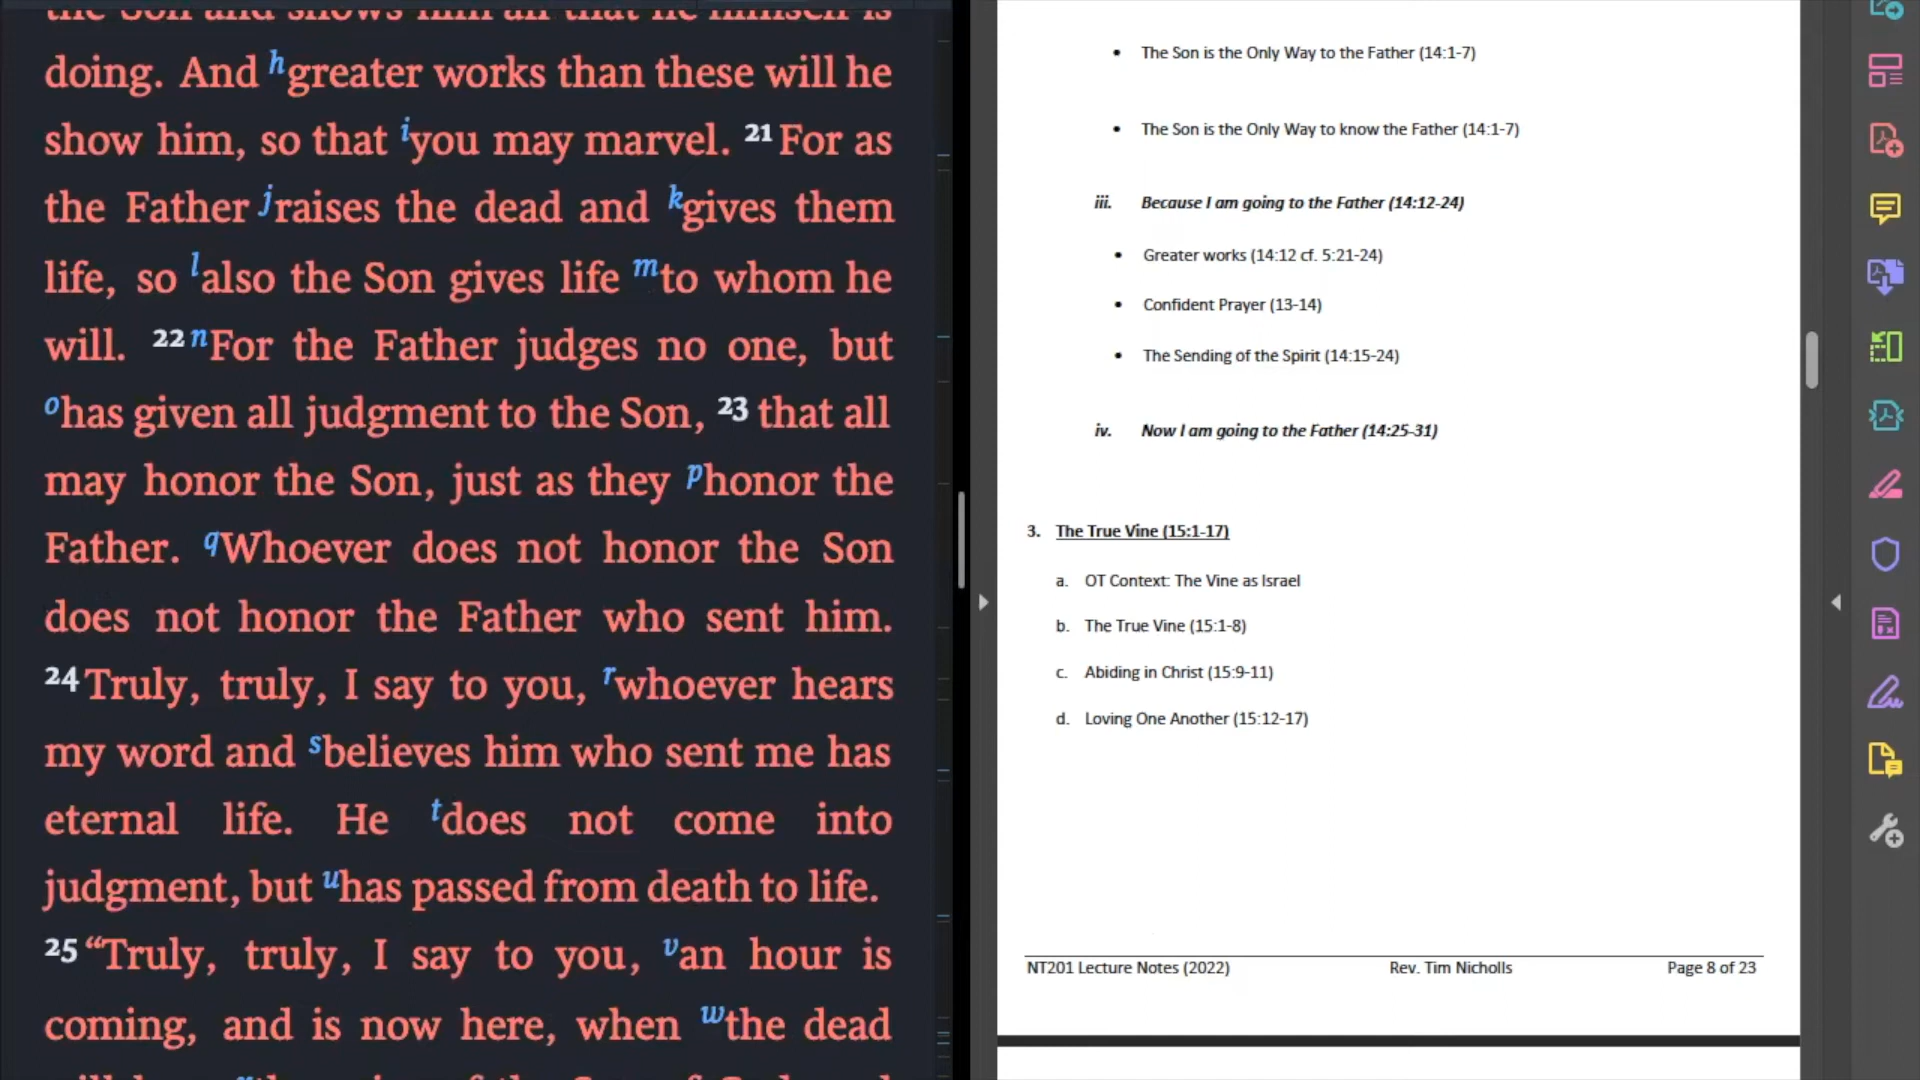 the Son and shows him all that he himself is
doing. And hgreater works than these will he
show him, so that iyou may marvel. 21 For as
the Father jraises the dead and kgives them
life, so lalso the Son gives life mto whom he
will. 22 nFor the Father judges no one, but
ohas given all judgment to the Son, 23 that all
may honor the Son, just as they phonor the
Father. qWhoever does not honor the Son
does not honor the Father who sent him.
24 Truly, truly, I say to you, rwhoever hears
my word and sbelieves him who sent me has
eternal life. He tdoes not come into
judgment, but uhas passed from death to life.
25 “Truly, truly, I say to you, van hour is
coming, and is now here, when wthe dead
• The Son is the Only Way to the Father (14:1-7)
• The Son is the Only Way to know the Father (14:1-7)
iii. Because I am going to the Father (14:12-24)
• Greater works (14:12 cf. 5:21-24)
• Confident Prayer (13-14)
• The Sending of the Spirit (14:15-24)
iv. Now I am going to the Father (14:25-31)
3. The True Vine (15:1-17)
a. OT Context: The Vine as Israel
b. The True Vine (15:1-8)
c. Abiding in Christ (15:9-11)
d. Loving One Another (15:12-17)
NT201 Lecture Notes (2022) Rev. Tim Nicholls Page 8 of 23